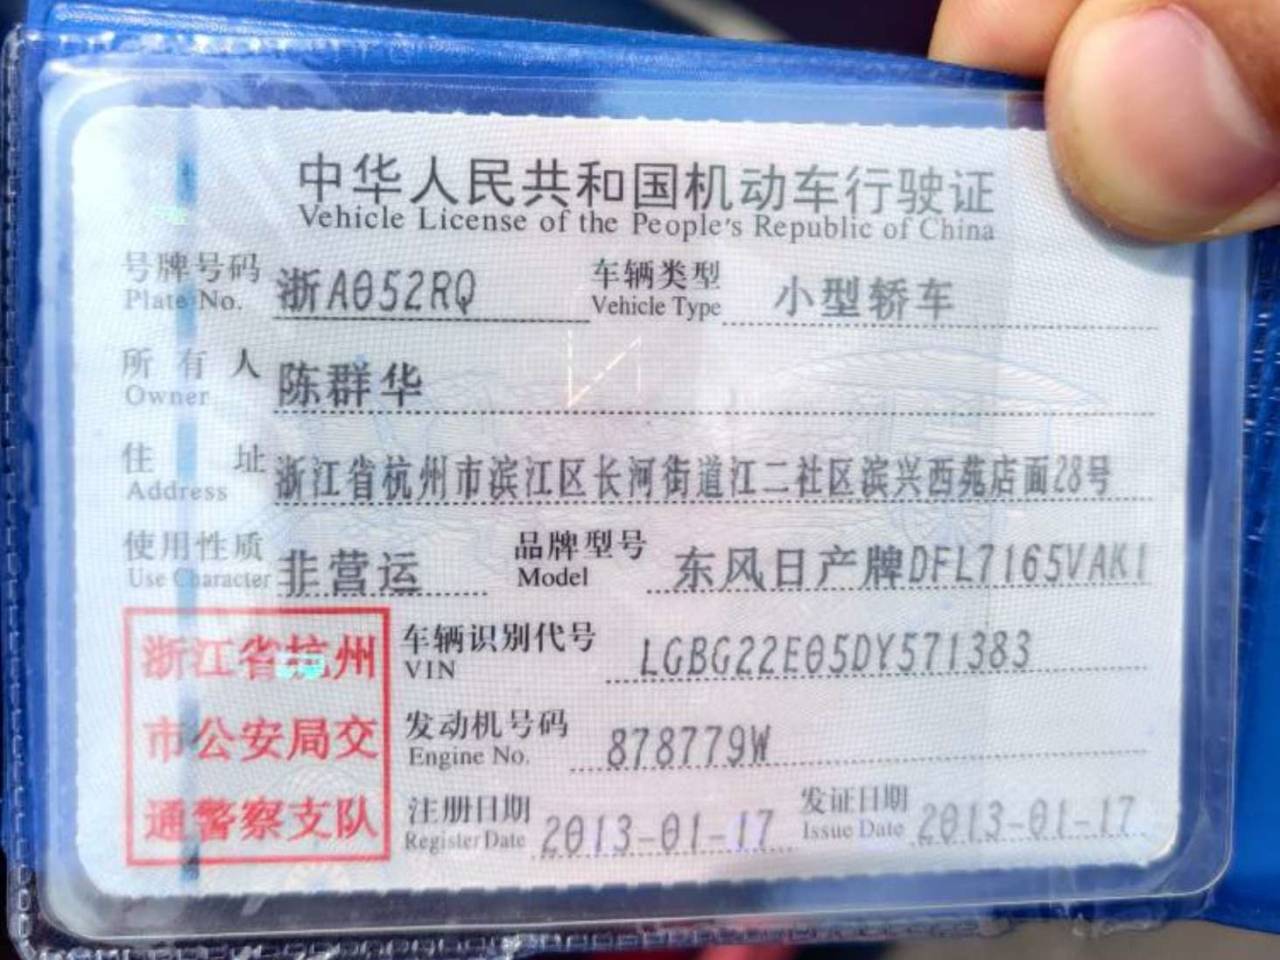 中华人民共和国机动车行驶证
Vehicle License of the People's Republic of China
号牌号码 浙A052RQ 车辆类型 小型轿车
Plate No. Vehicle Type
所有人 陈群华
Owner
住址 浙江省杭州市滨江区长河街道江二社区滨兴西苑店面28号
Address
使用性质 非营运 品牌型号 东风日产牌DFL7165VAK1
Use Character Model
浙江省杭州 车辆识别代号 LGBG22E05DY571383
VIN
市公安局交 发动机号码 878779W
Engine No.
通警察支队 注册日期 2013-01-17 发证日期 2013-01-17
Register Date Issue Date